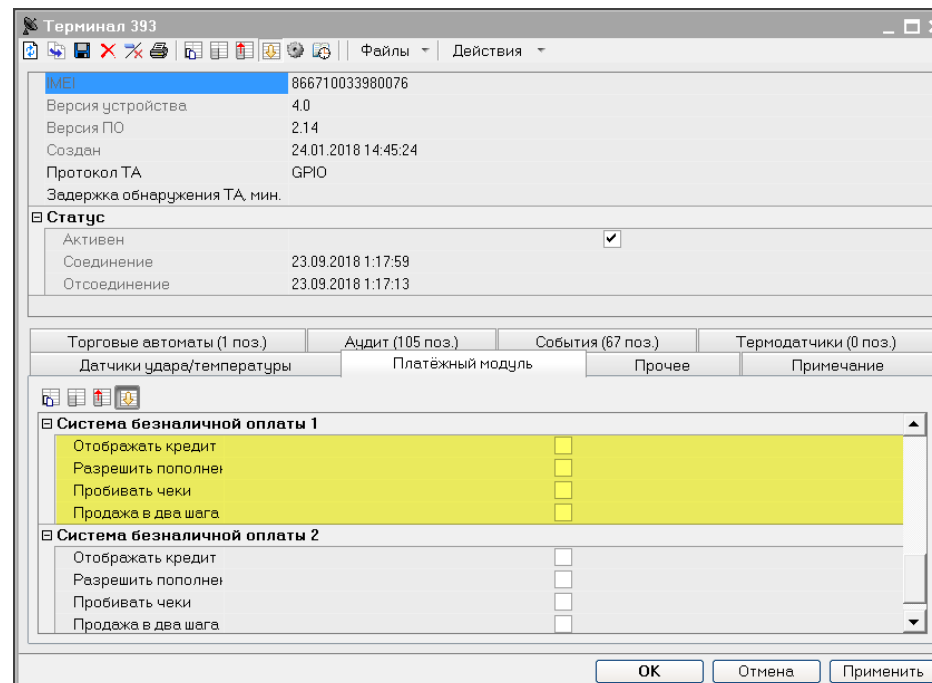 Терминал 393
Файлы Действия
IMEI 866710033980076
Версия устройства 4.0
Версия ПО 2.14
Создан 24.01.2018 14:45:24
Протокол ТА GPIO
Задержка обнаружения ТА, мин.
Статус
Активен
Соединение 23.09.2018 1:17:59
Отсоединение 23.09.2018 1:17:13
Торговые автоматы (1 поз.) Аудит (105 поз.) События (67 поз.) Термодатчики (0 поз.)
Датчики удара/температуры Платёжный модуль Прочее Примечание
Система безналичной оплаты 1
Отображать кредит
Разрешить пополнен
Пробивать чеки
Продажа в два шага
Система безналичной оплаты 2
Отображать кредит
Разрешить пополнен
Пробивать чеки
Продажа в два шага
OK Отмена Применить